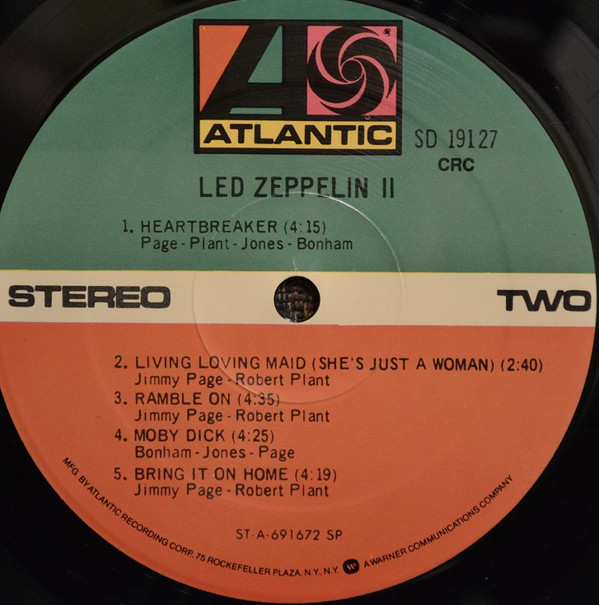 ATLANTIC
SD 19127
CRC
LED ZEPPELIN II
1. HEARTBREAKER (4:15)
Page-Plant-Jones-Bonham
STEREO TWO
2. LIVING LOVING MAID (SHE'S JUST A WOMAN) (2:40)
Jimmy Page-Robert Plant
3. RAMBLE ON (4:35)
Jimmy Page-Robert Plant
4. MOBY DICK (4:25)
Bonham-Jones-Page
5. BRING IT ON HOME (4:19)
Jimmy Page-Robert Plant
ST-A-691672 SP
MFG. BY ATLANTIC RECORDING CORP., 75 ROCKEFELLER PLAZA, N.Y., N.Y. A WARNER COMMUNICATIONS COMPANY